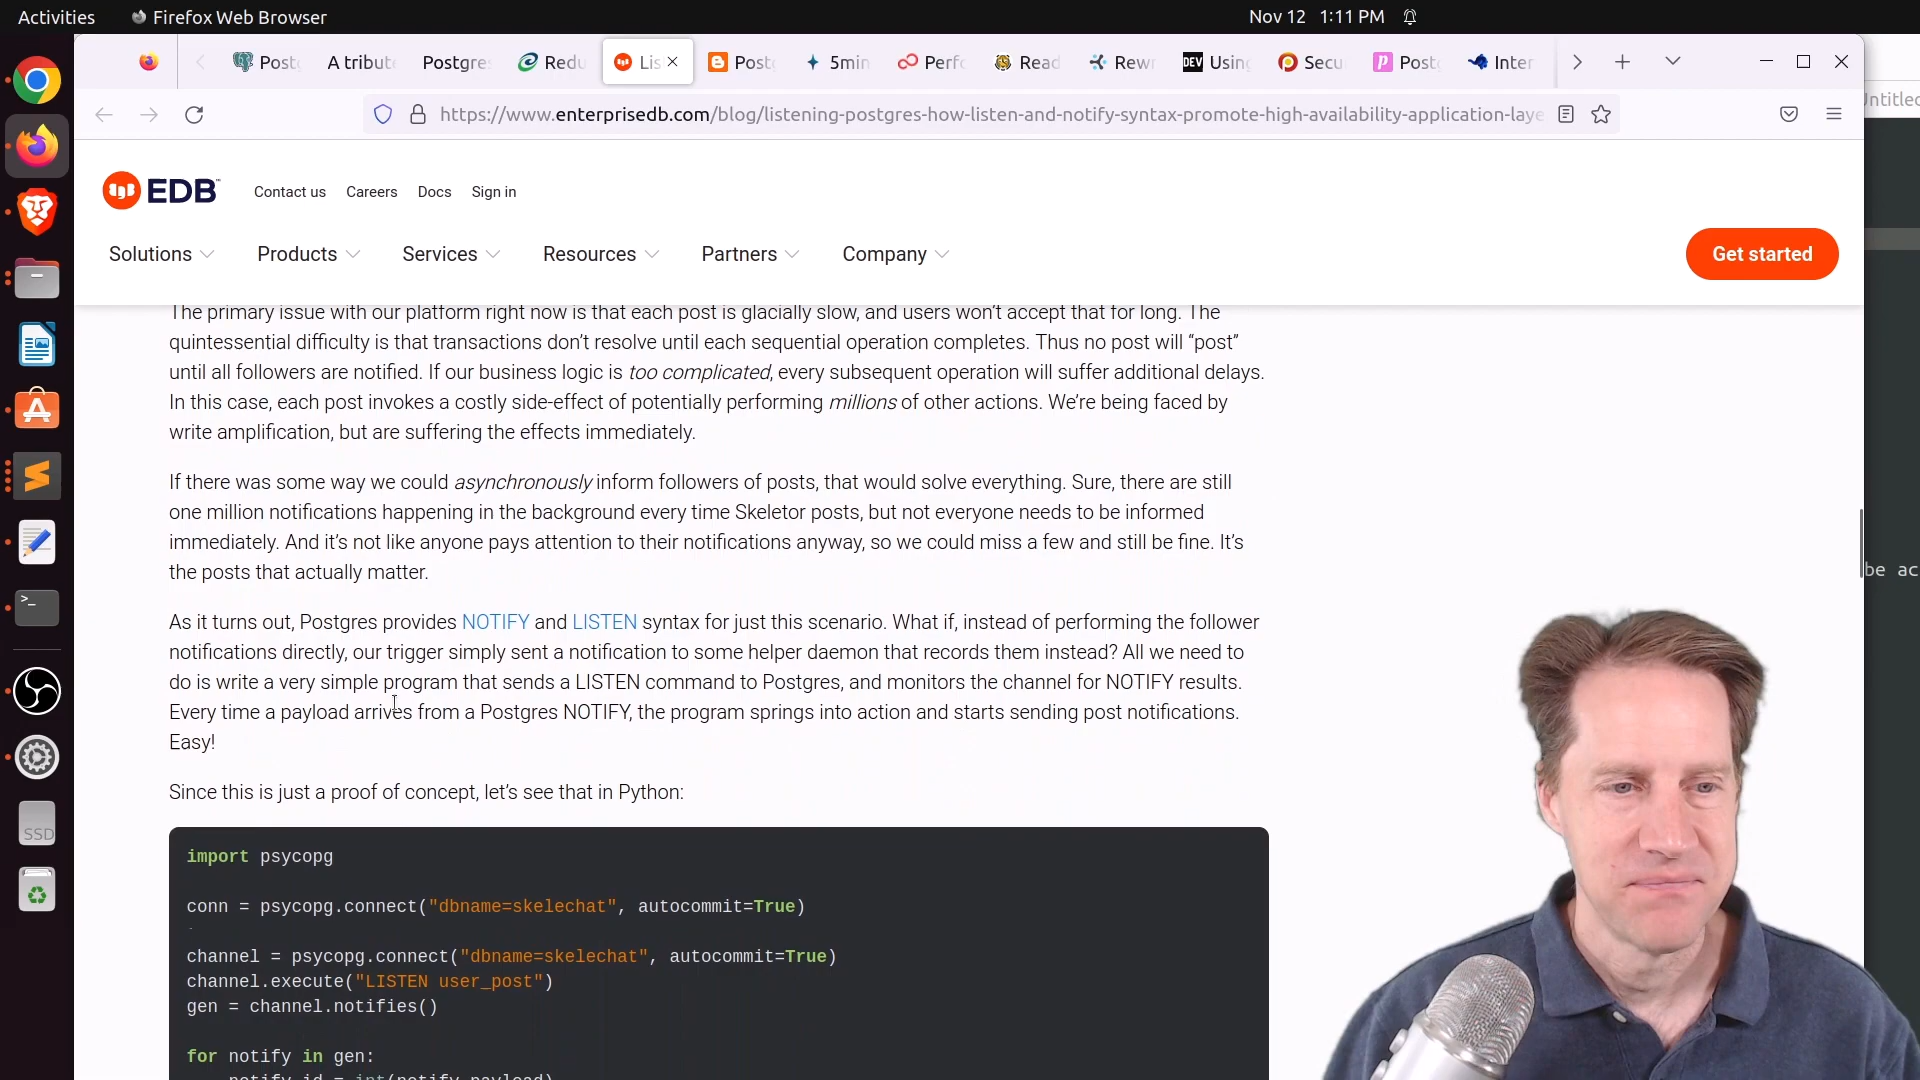 Activities
Firefox Web Browser
Nov 12 1:11 PM
A tribute
Postgre
Redu
Lis
Post
5min
Perfo
Read
Rewr
DEV Using
Secu
Post
Inter
https://www.enterprisedb.com/blog/listening-postgres-how-listen-and-notify-syntax-promote-high-availability-application-laye
Untitled
EDB
Contact us
Careers
Docs
Sign in
Solutions
Products
Services
Resources
Partners
Company
Get started
The primary issue with our platform right now is that each post is glacially slow, and users won't accept that for long. The
quintessential difficulty is that transactions don't resolve until each sequential operation completes. Thus no post will “post”
until all followers are notified. If our business logic is too complicated, every subsequent operation will suffer additional delays.
In this case, each post invokes a costly side-effect of potentially performing millions of other actions. We're being faced by
write amplification, but are suffering the effects immediately.
If there was some way we could asynchronously inform followers of posts, that would solve everything. Sure, there are still
one million notifications happening in the background every time Skeletor posts, but not everyone needs to be informed
immediately. And it's not like anyone pays attention to their notifications anyway, so we could miss a few and still be fine. It's
the posts that actually matter.
As it turns out, Postgres provides NOTIFY and LISTEN syntax for just this scenario. What if, instead of performing the follower
notifications directly, our trigger simply sent a notification to some helper daemon that records them instead? All we need to
do is write a very simple program that sends a LISTEN command to Postgres, and monitors the channel for NOTIFY results.
Every time a payload arrives from a Postgres NOTIFY, the program springs into action and starts sending post notifications.
Easy!
Since this is just a proof of concept, let's see that in Python:
import psycopg
conn = psycopg.connect("dbname=skelechat", autocommit=True)
channel = psycopg.connect("dbname=skelechat", autocommit=True)
channel.execute("LISTEN user_post")
gen = channel.notifies()
for notify in gen:
notify_id = int(notify.payload)
be ac
SSD